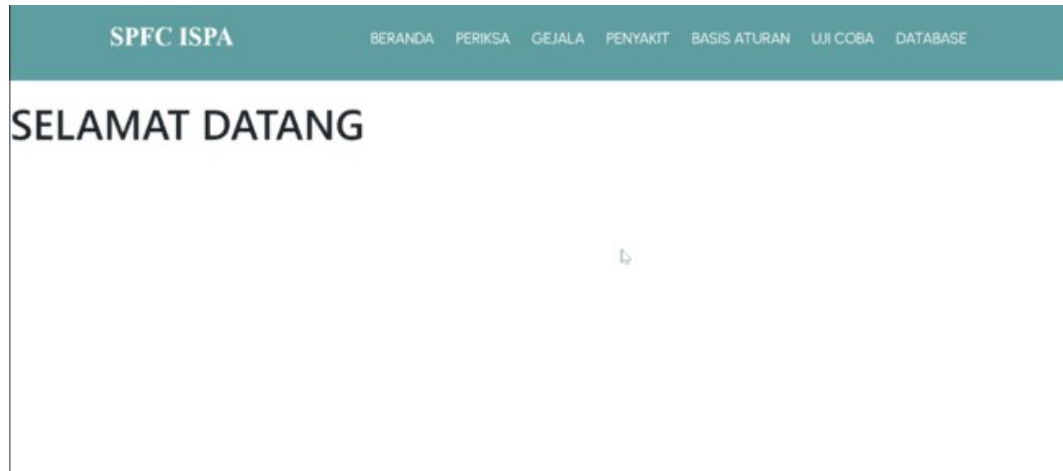 SPFC ISPA BERANDA PERIKSA GEJALA PENYAKIT BASIS ATURAN UJI COBA DATABASE
SELAMAT DATANG